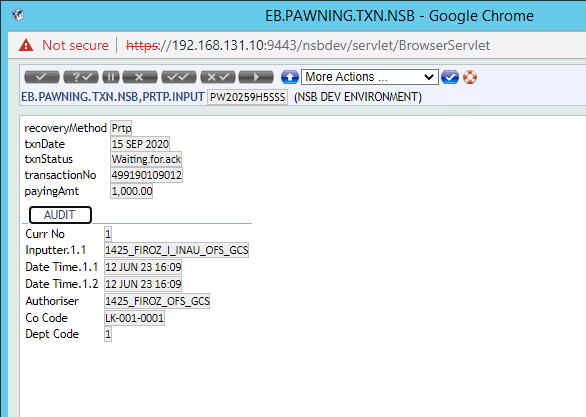 EB.PAWNING.TXN.NSB - Google Chrome
Not secure https://192.168.131.10:9443/nsbdev/servlet/BrowserServlet
More Actions ...
EB.PAWNING.TXN.NSB,PRTP.INPUT PW20259H5SSS (NSB DEV ENVIRONMENT)
recoveryMethod Prtp
txnDate 15 SEP 2020
txnStatus Waiting.for.ack
transactionNo 499190109012
payingAmt 1,000.00
AUDIT
Curr No 1
Inputter.1.1 1425_FIROZ_I_INAU_OFS_GCS
Date Time.1.1 12 JUN 23 16:09
Date Time.1.2 12 JUN 23 16:09
Authoriser 1425_FIROZ_OFS_GCS
Co Code LK-001-0001
Dept Code 1